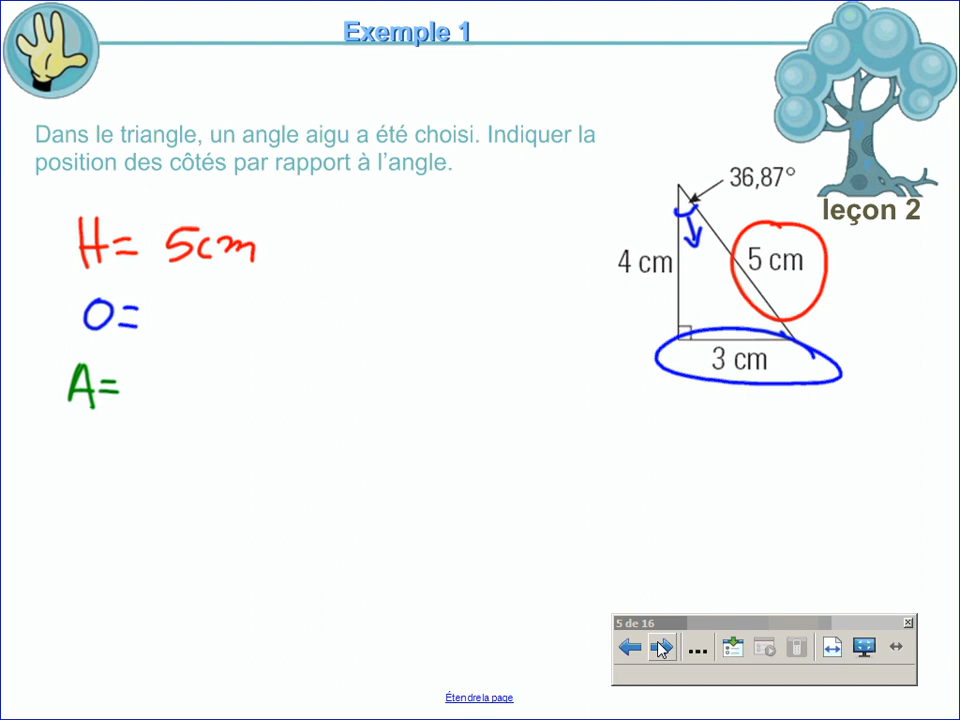 Exemple 1
Dans le triangle, un angle aigu a été choisi. Indiquer la
position des côtés par rapport à l'angle.
36,87°
leçon 2
H= 5cm
4 cm
5 cm
O=
3 cm
A=
5 de 16
Étendre la page